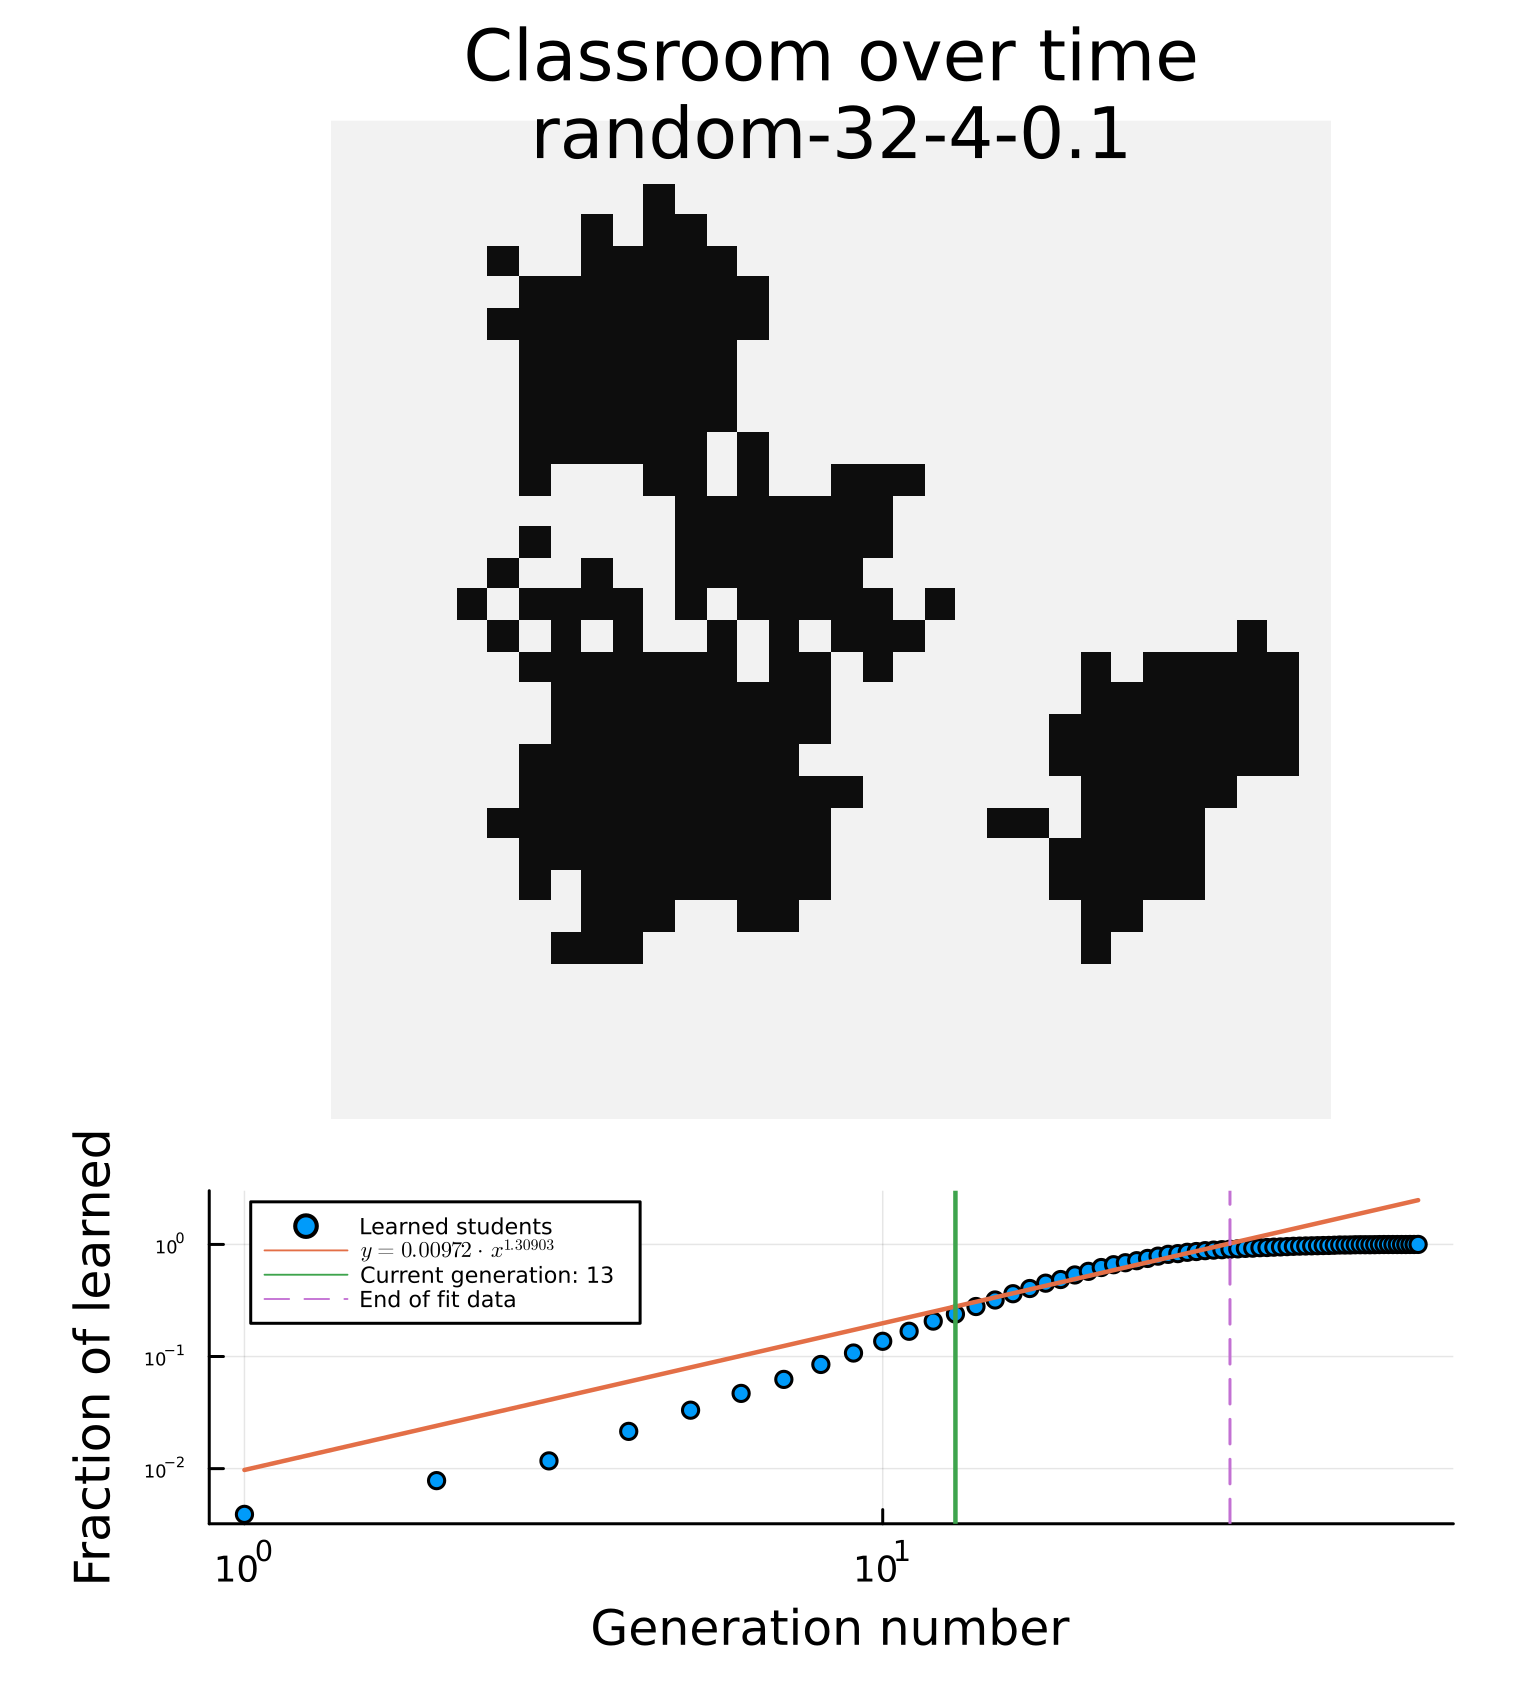 Classroom over time
random-32-4-0.1
Fraction of learned
Learned students
y = 0.00972 · x^1.30903
Current generation: 13
End of fit data
10^0
10^-1
10^-2
10^0
10^1
Generation number